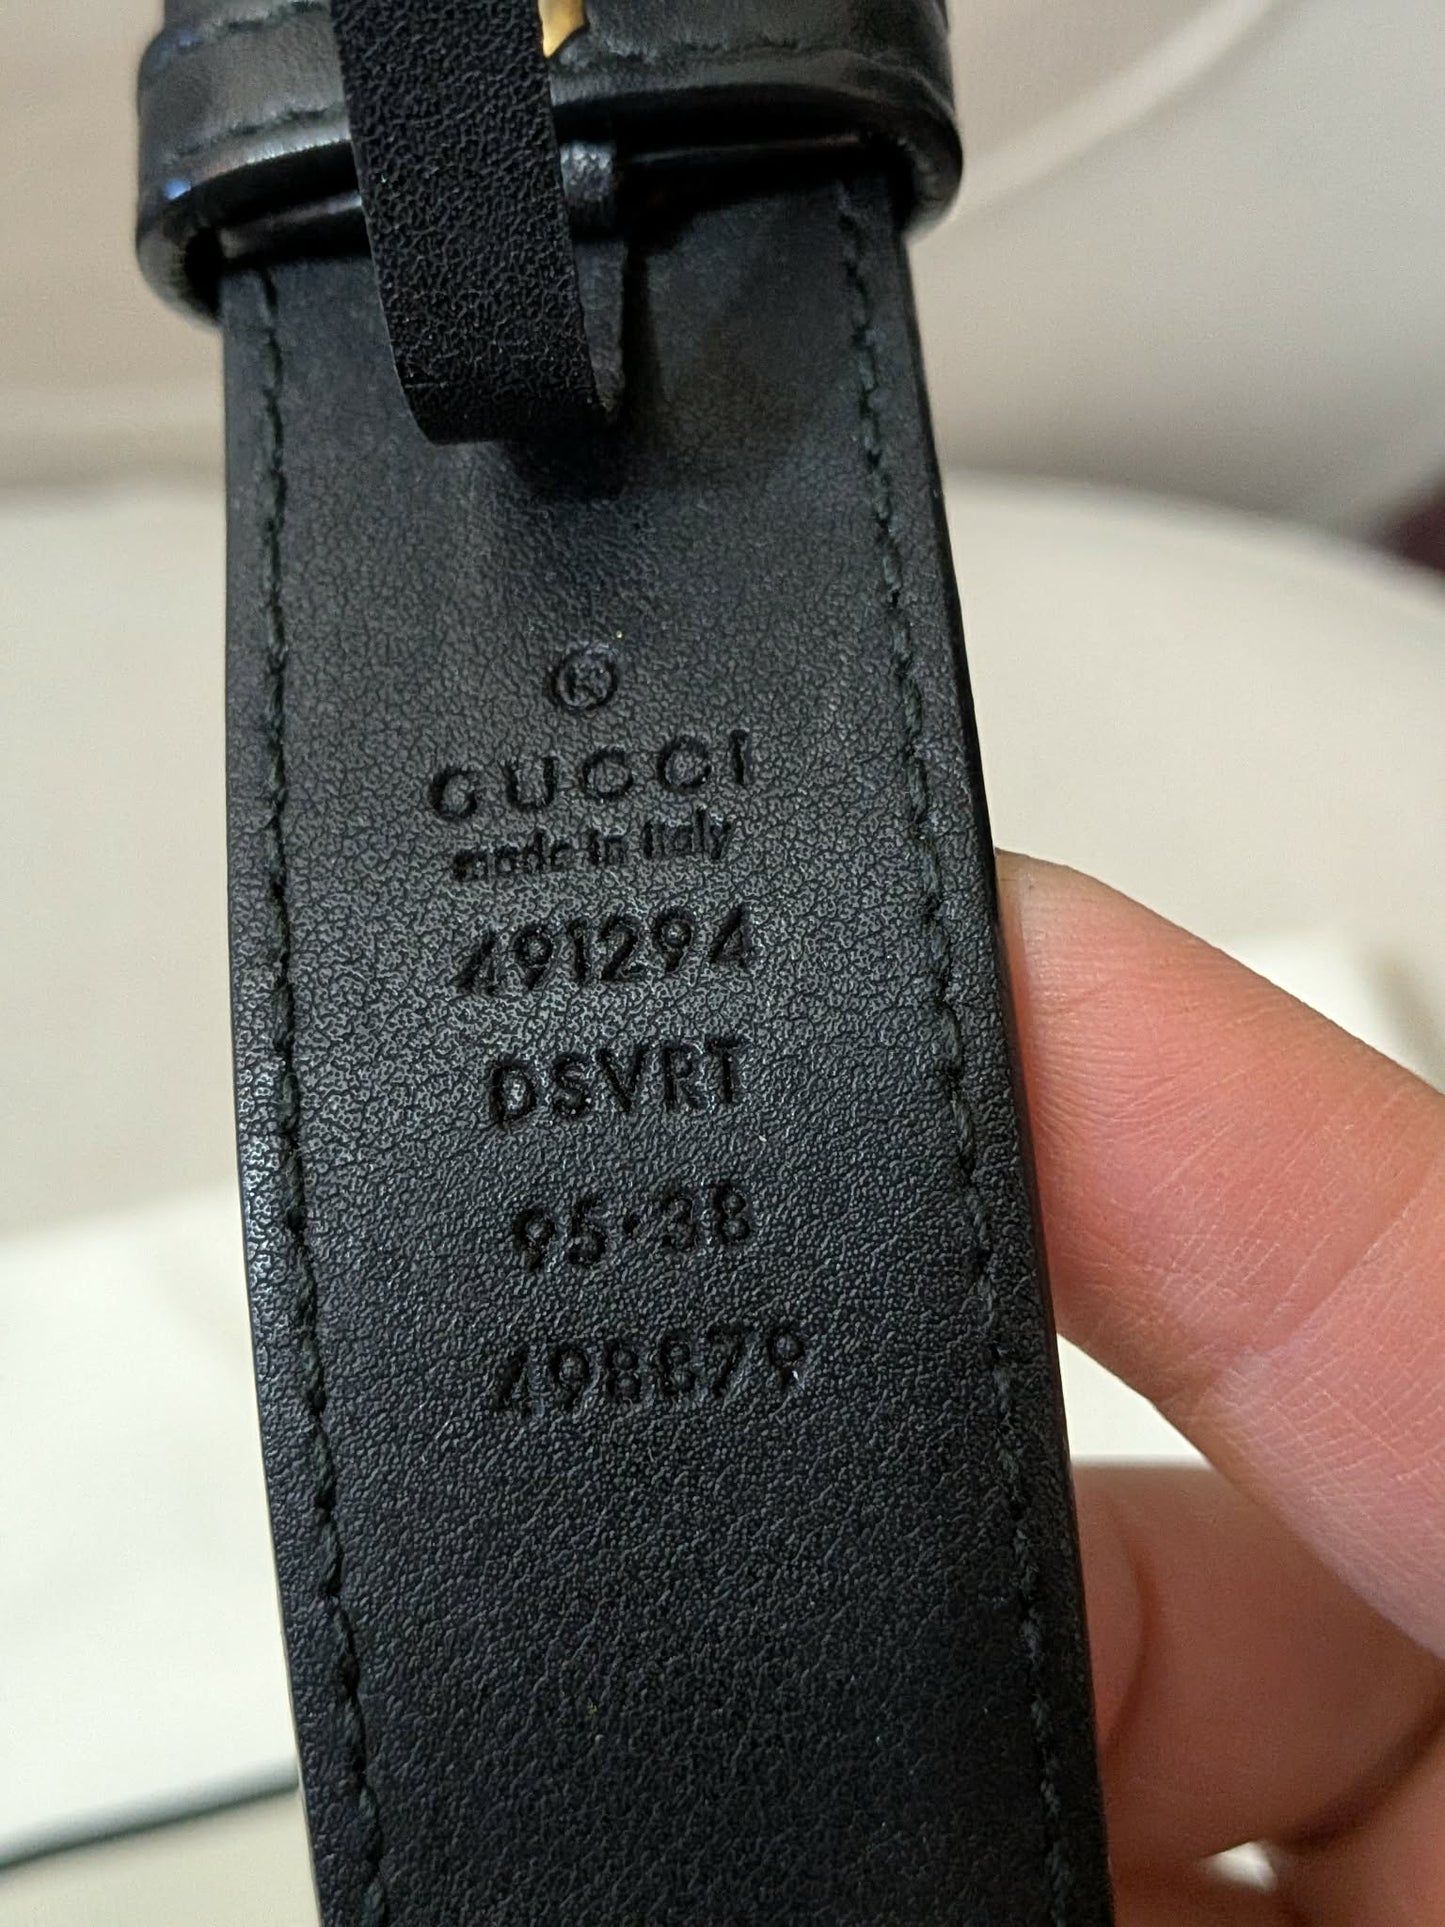 ®
GUCCI
made in italy
491294
DSVRT
95·38
498879